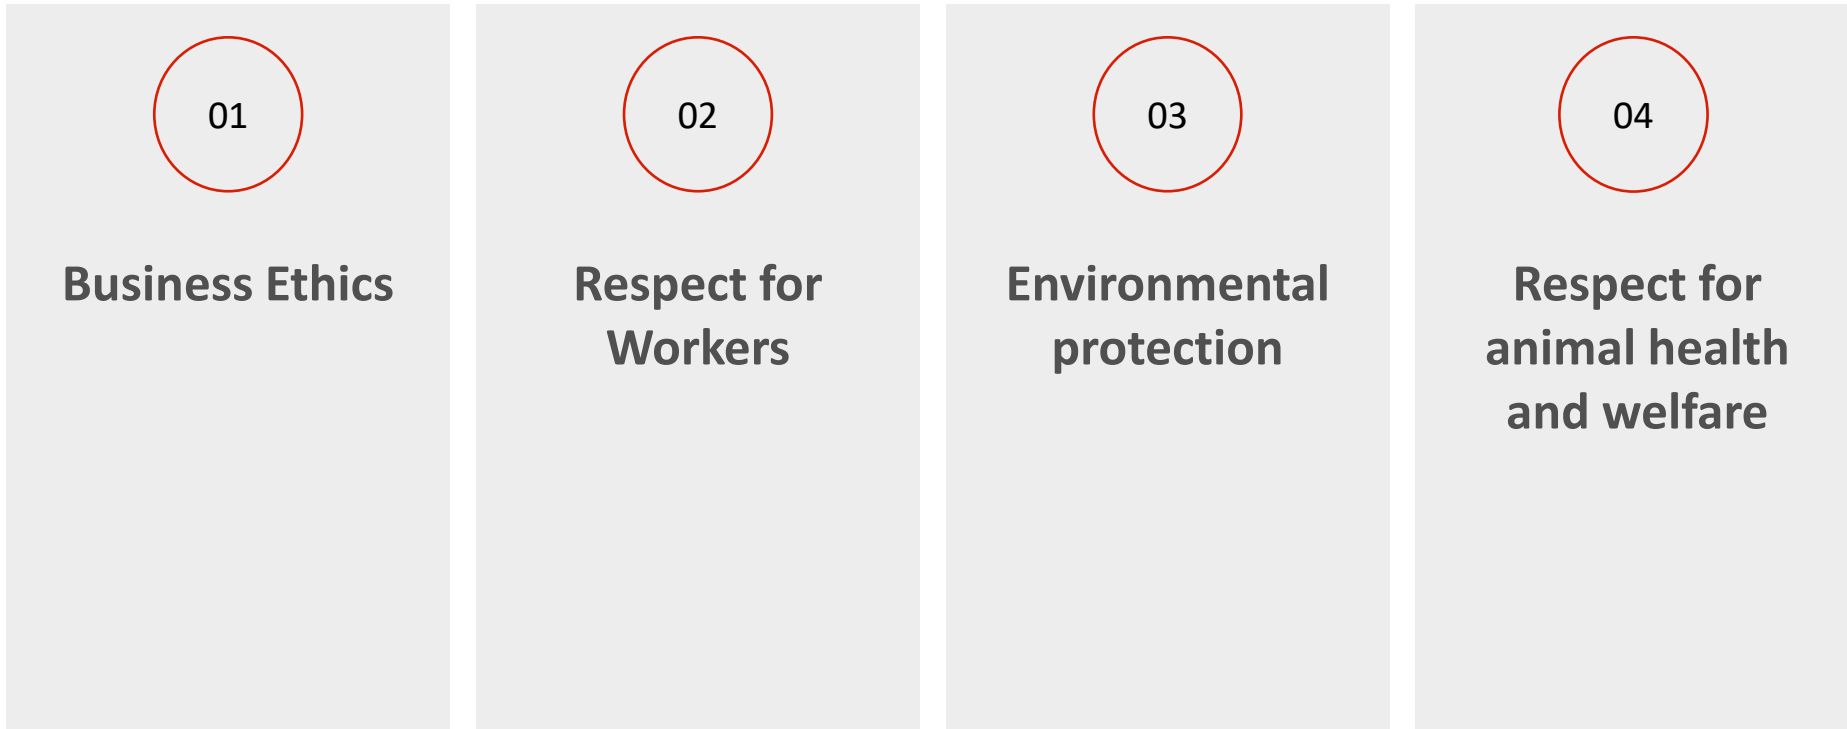 01
Business Ethics
02
Respect for
Workers
03
Environmental
protection
04
Respect for
animal health
and welfare